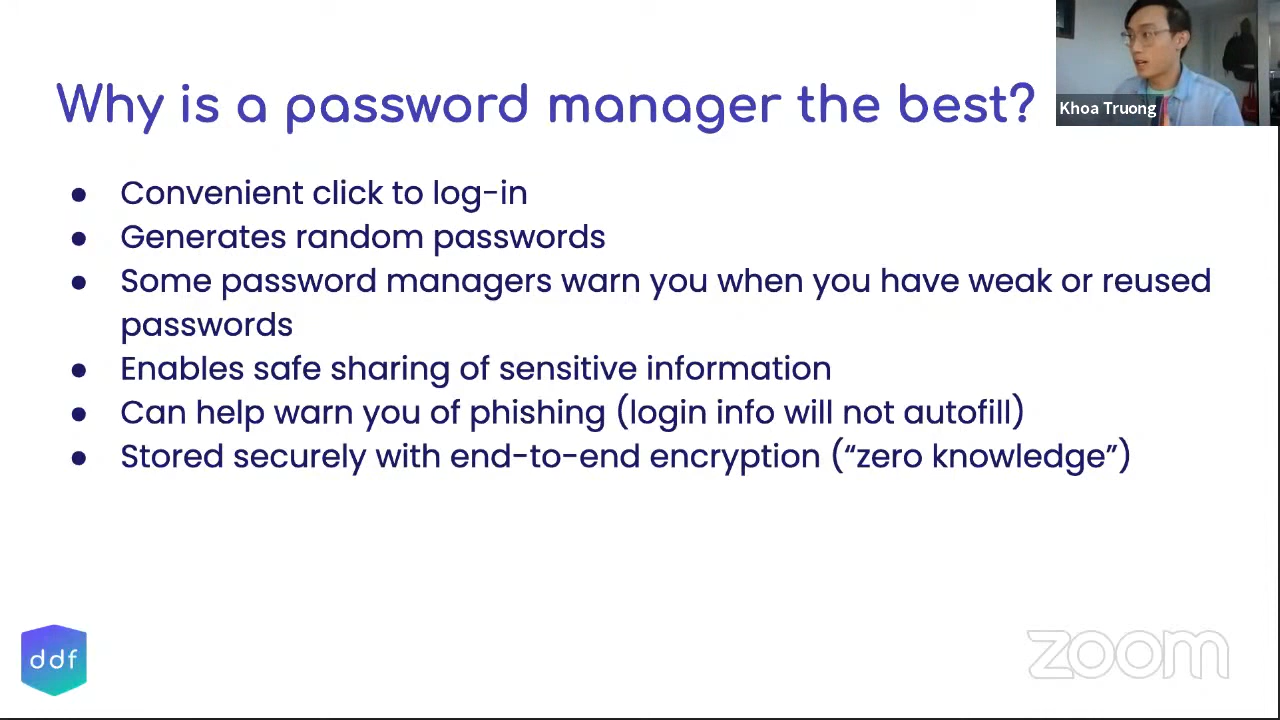 Why is a password manager the best?
Khoa Truong
● Convenient click to log-in
● Generates random passwords
● Some password managers warn you when you have weak or reused
passwords
● Enables safe sharing of sensitive information
● Can help warn you of phishing (login info will not autofill)
● Stored securely with end-to-end encryption (“zero knowledge”)
ddf
zoom